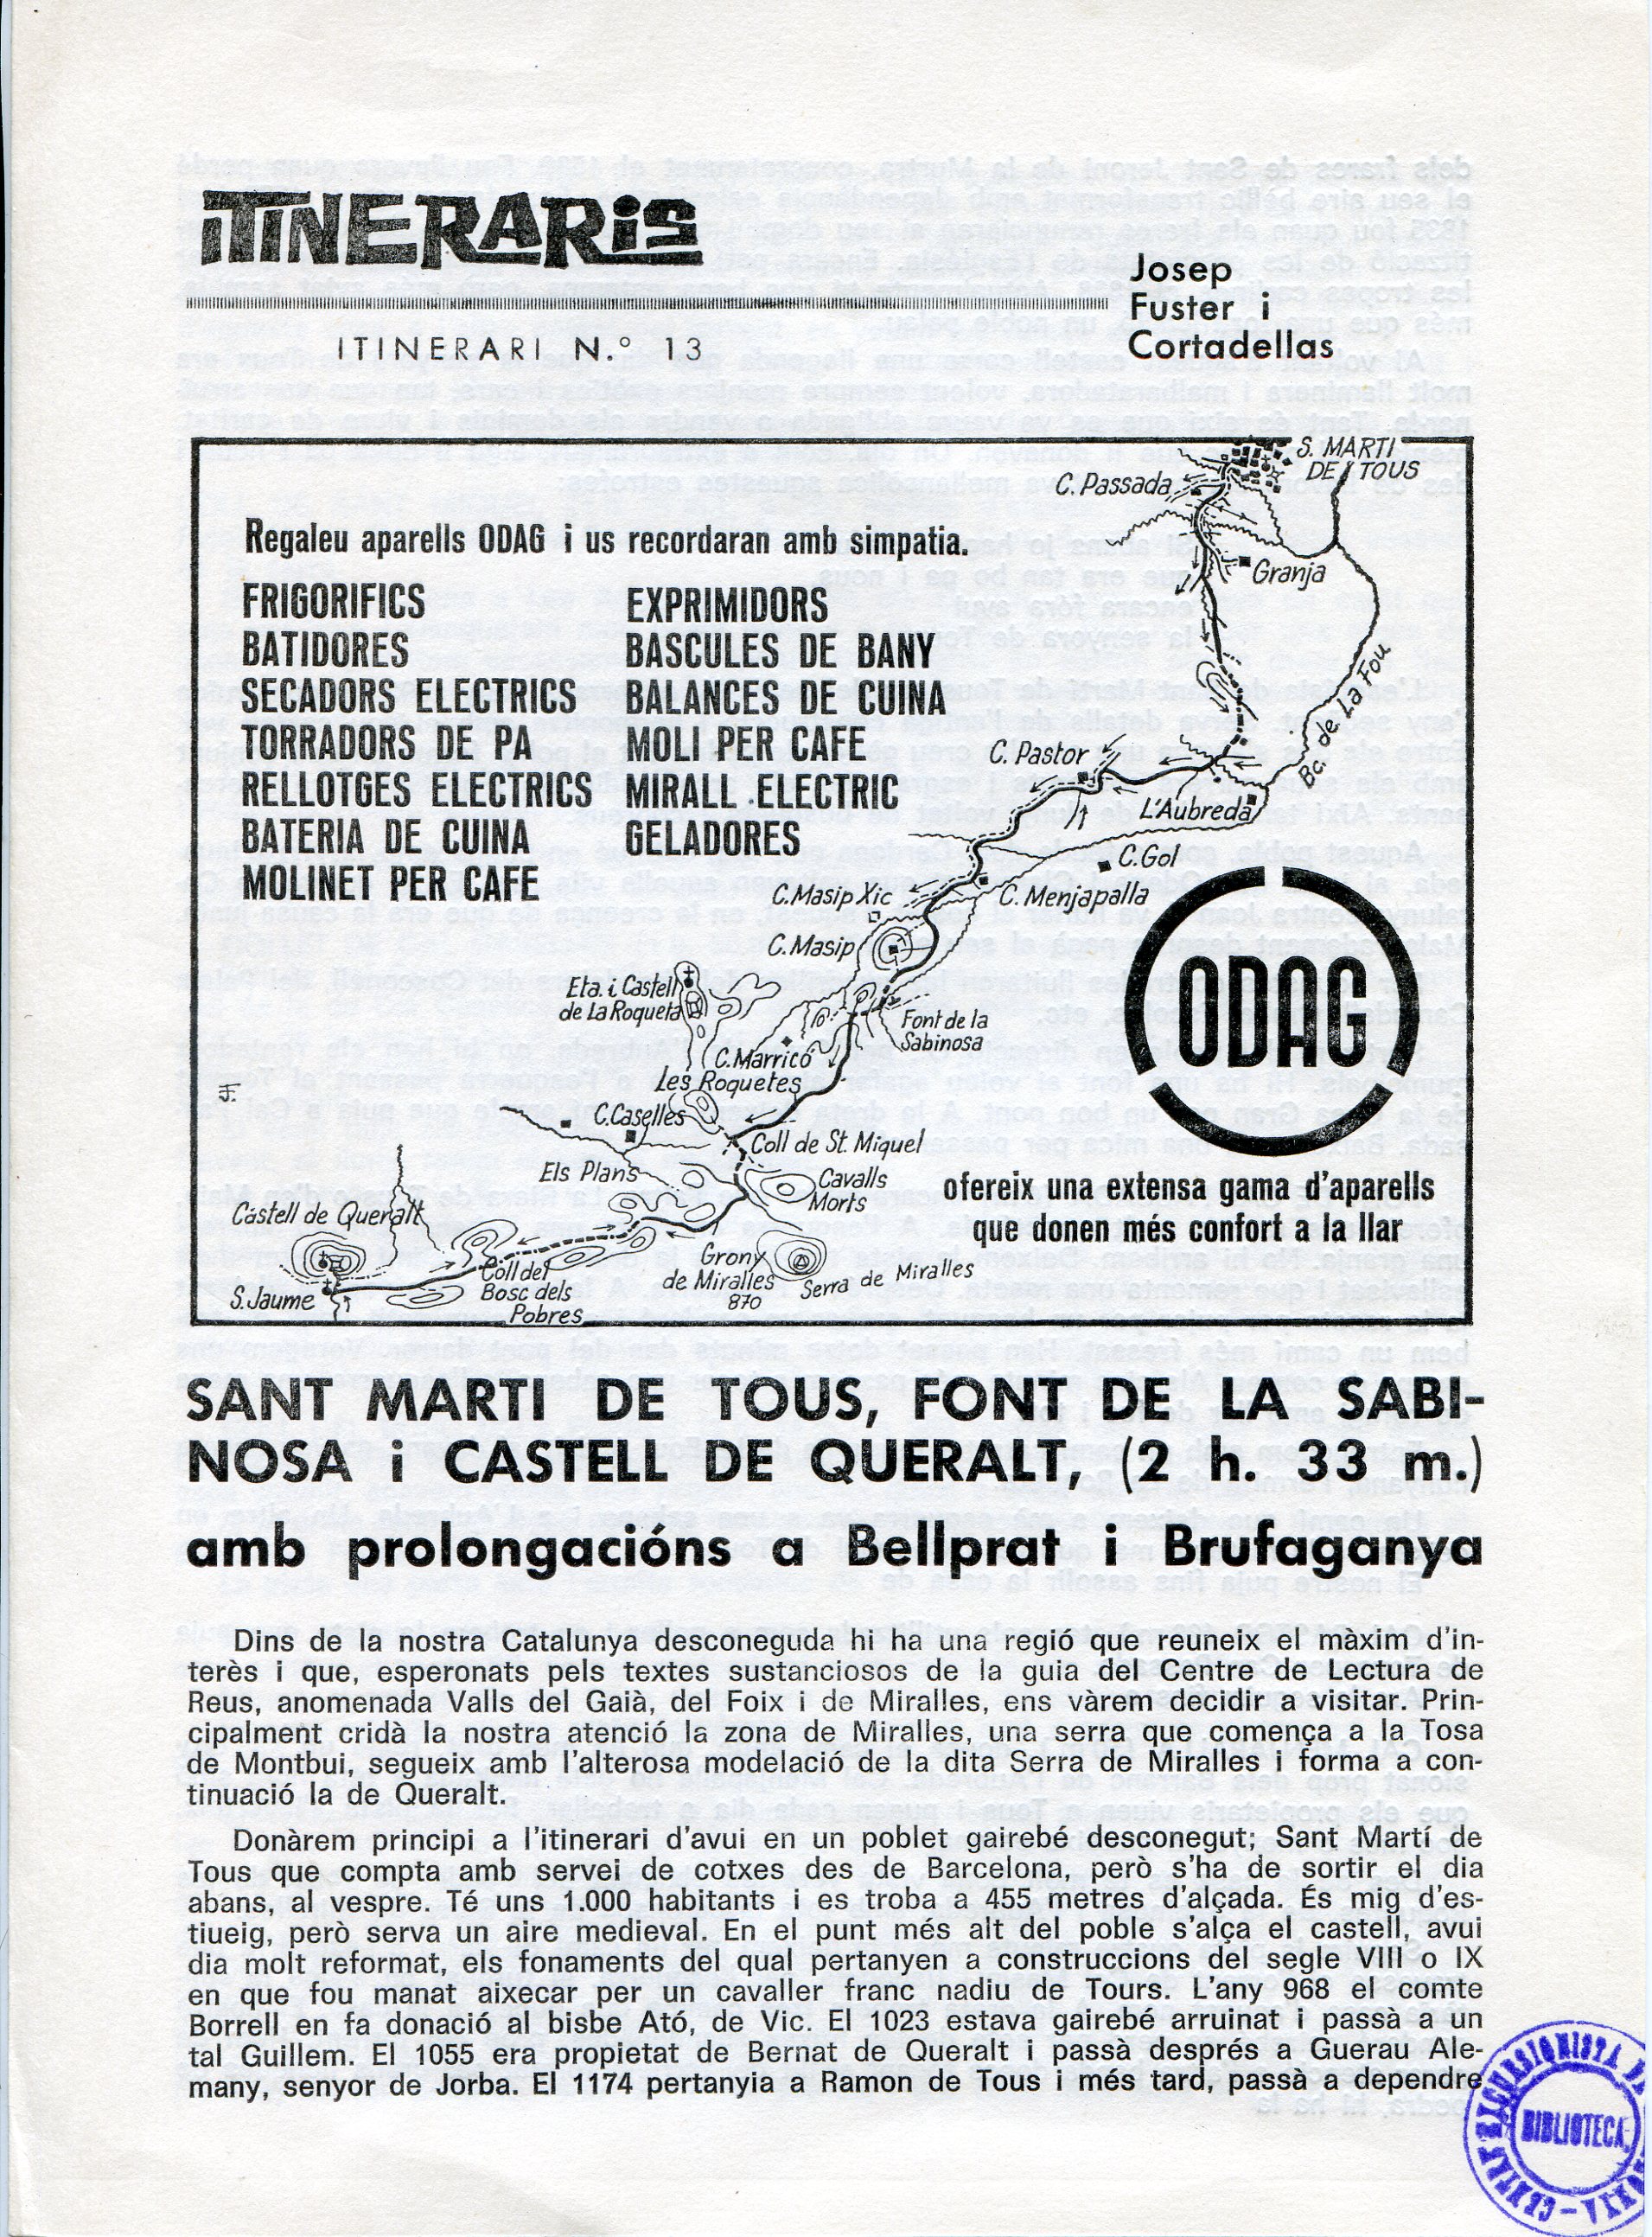 ITINERARIS
Josep
Fuster i
Cortadellas
ITINERARI N.º 13
S. MARTI
DE TOUS
C. Passada
Regaleu aparells ODAG i us recordaran amb simpatia.
Granja
FRIGORIFICS
BATIDORES
SECADORS ELECTRICS
TORRADORS DE PA
RELLOTGES ELECTRICS
BATERIA DE CUINA
MOLINET PER CAFE
EXPRIMIDORS
BASCULES DE BANY
BALANCES DE CUINA
MOLI PER CAFE
MIRALL ELECTRIC
GELADORES
Bc. de La Fou
C. Pastor
L'Aubreda
C. Gol
C. Menjapalla
C. Masip Xic
C. Masip
Eta. i Castell
de La Roqueta
Font de la
Sabinosa
C. Marricó
Les Roquetes
C. Caselles
Coll de St. Miquel
Els Plans
Cavalls
Morts
Castell de Queralt
Grony
de Miralles
870
Serra de Miralles
Coll del
Bosc dels
Pobres
S. Jaume
ODAG
ofereix una extensa gama d'aparells
que donen més confort a la llar
SANT MARTI DE TOUS, FONT DE LA SABI-
NOSA i CASTELL DE QUERALT, (2 h. 33 m.)
amb prolongacións a Bellprat i Brufaganya
Dins de la nostra Catalunya desconeguda hi ha una regió que reuneix el màxim d'in-
terès i que, esperonats pels textes sustanciosos de la guia del Centre de Lectura de
Reus, anomenada Valls del Gaià, del Foix i de Miralles, ens vàrem decidir a visitar. Prin-
cipalment cridà la nostra atenció la zona de Miralles, una serra que comença a la Tosa
de Montbui, segueix amb l'alterosa modelació de la dita Serra de Miralles i forma a con-
tinuació la de Queralt.
Donàrem principi a l'itinerari d'avui en un poblet gairebé desconegut; Sant Martí de
Tous que compta amb servei de cotxes des de Barcelona, però s'ha de sortir el dia
abans, al vespre. Té uns 1.000 habitants i es troba a 455 metres d'alçada. És mig d'es-
tiueig, però serva un aire medieval. En el punt més alt del poble s'alça el castell, avui
dia molt reformat, els fonaments del qual pertanyen a construccions del segle VIII o IX
en que fou manat aixecar per un cavaller franc nadiu de Tours. L'any 968 el comte
Borrell en fa donació al bisbe Ató, de Vic. El 1023 estava gairebé arruinat i passà a un
tal Guillem. El 1055 era propietat de Bernat de Queralt i passà després a Guerau Ale-
many, senyor de Jorba. El 1174 pertanyia a Ramon de Tous i més tard, passà a dependre
BIBLIOTECA
CENTRE EXCURSIONISTA